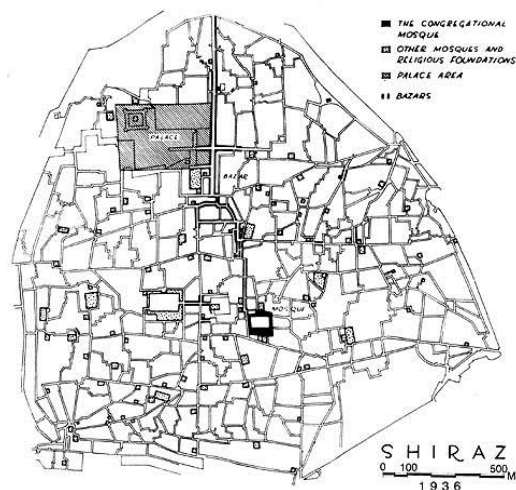 THE CONGREGATIONAL
MOSQUE
OTHER MOSQUES AND
RELIGIOUS FOUNDATIONS
PALACE AREA
BAZARS
PALACE
BAZAR
MOSQUE
SHIRAZ
0 100 500 M
1936